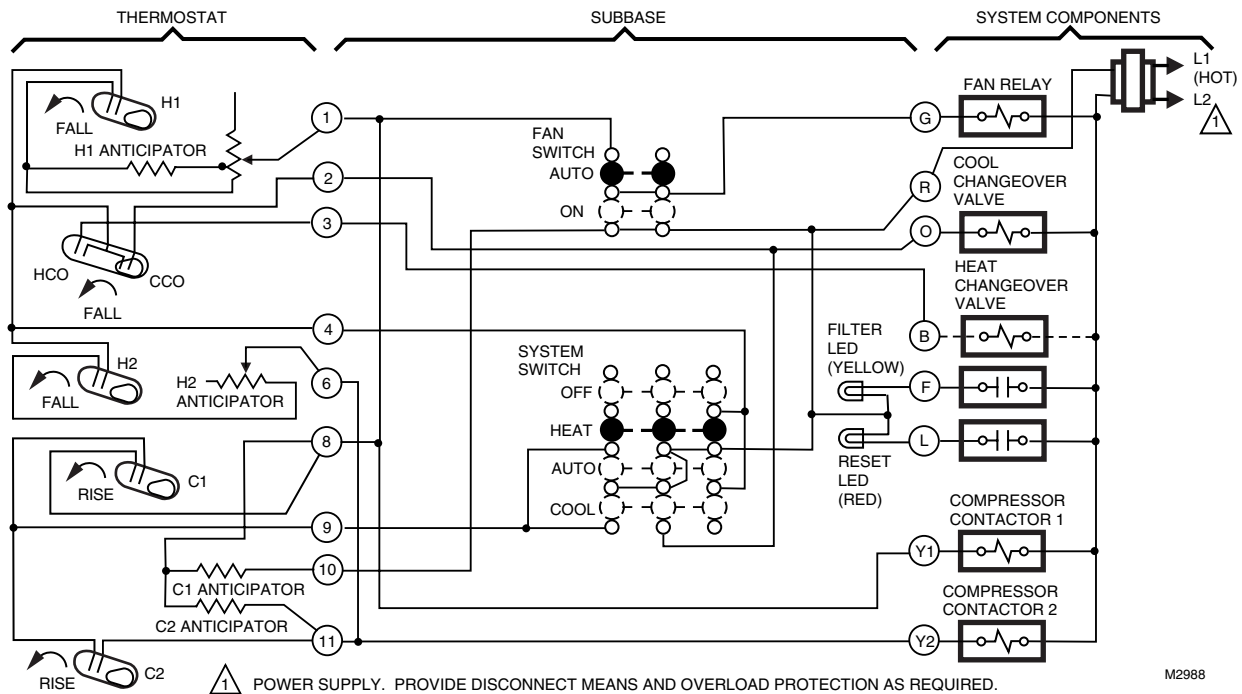 THERMOSTAT
SUBBASE
SYSTEM COMPONENTS
L1
(HOT)
L2
1
H1
FALL
H1 ANTICIPATOR
1
2
3
HCO
CCO
FALL
4
H2
FALL
H2
ANTICIPATOR
6
8
C1
RISE
9
10
C1 ANTICIPATOR
C2 ANTICIPATOR
11
C2
RISE
FAN
SWITCH
AUTO
ON
SYSTEM
SWITCH
OFF
HEAT
AUTO
COOL
FILTER
LED
(YELLOW)
RESET
LED
(RED)
FAN RELAY
G
R
COOL
CHANGEOVER
VALVE
O
HEAT
CHANGEOVER
VALVE
B
F
L
COMPRESSOR
CONTACTOR 1
Y1
COMPRESSOR
CONTACTOR 2
Y2
1 POWER SUPPLY. PROVIDE DISCONNECT MEANS AND OVERLOAD PROTECTION AS REQUIRED.
M2988